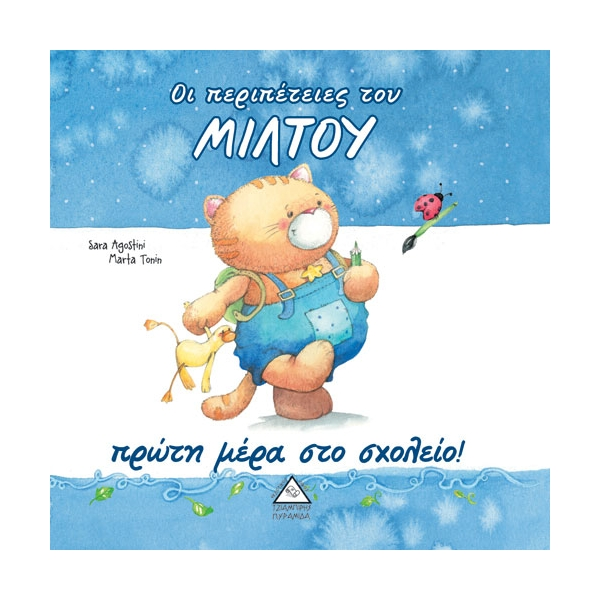 Οι περιπέτειες του
ΜΙΛΤΟΥ
Sara Agostini
Marta Tonin
πρώτη μέρα στο σχολείο!
ΤΖΙΑΜΠΙΡΗΣ
ΠΥΡΑΜΙΔΑ